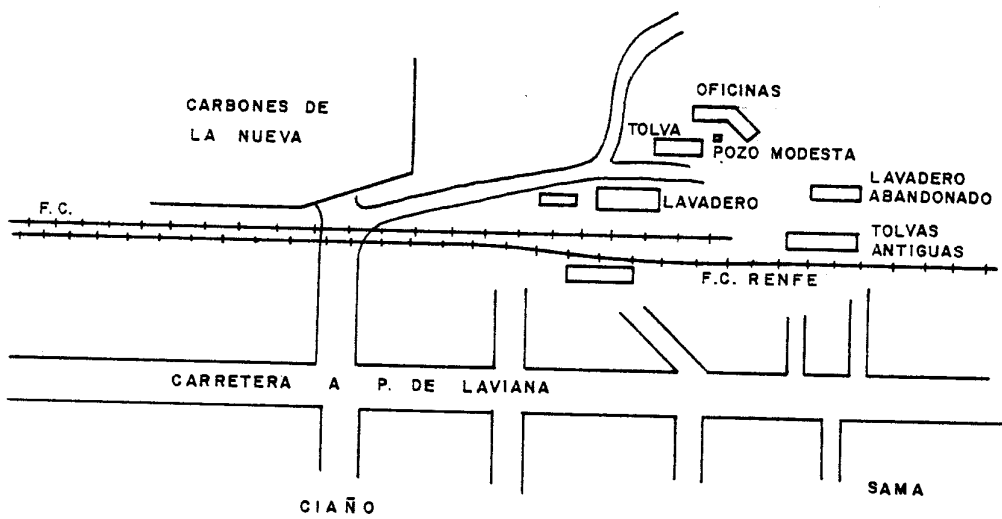 OFICINAS
CARBONES DE
LA NUEVA
TOLVA
POZO MODESTA
LAVADERO
ABANDONADO
LAVADERO
F.C.
TOLVAS
ANTIGUAS
F.C. RENFE
CARRETERA A P. DE LAVIANA
SAMA
CIAÑO